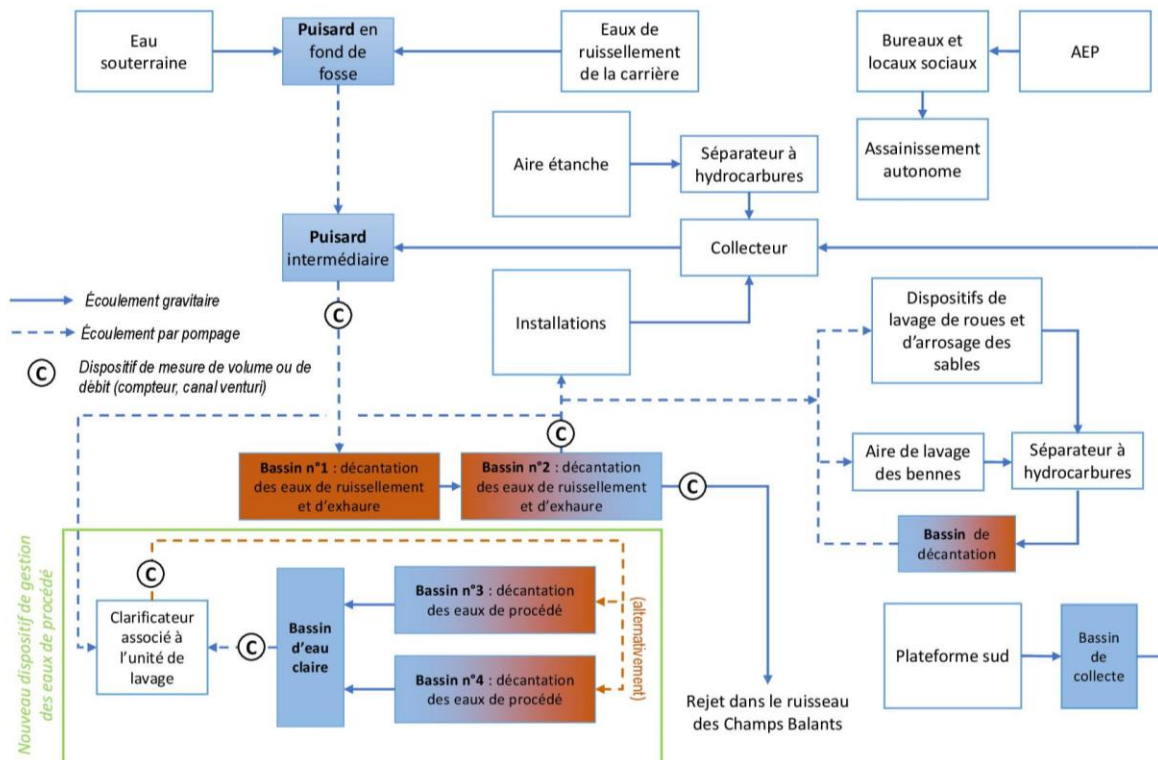 Eau
souterraine
Puisard en
fond de
fosse
Eaux de
ruissellement
de la carrière
Bureaux et
locaux sociaux
AEP
Aire étanche
Séparateur à
hydrocarbures
Assainissement
autonome
Puisard
intermédiaire
Collecteur
Écoulement gravitaire
Écoulement par pompage
C
Dispositif de mesure de volume ou de
débit (compteur, canal venturi)
C
Installations
Dispositifs de
lavage de roues et
d'arrosage des
sables
C
Bassin n°1 : décantation
des eaux de ruissellement
et d'exhaure
Bassin n°2 : décantation
des eaux de ruissellement
et d'exhaure
C
Aire de lavage
des bennes
Séparateur à
hydrocarbures
Bassin de
décantation
Nouveau dispositif de gestion
des eaux de procédé
C
Clarificateur
associé à
l'unité de
lavage
C
Bassin
d'eau
claire
Bassin n°3 : décantation
des eaux de procédé
Bassin n°4 : décantation
des eaux de procédé
(alternativement)
Rejet dans le ruisseau
des Champs Balants
Plateforme sud
Bassin
de
collecte